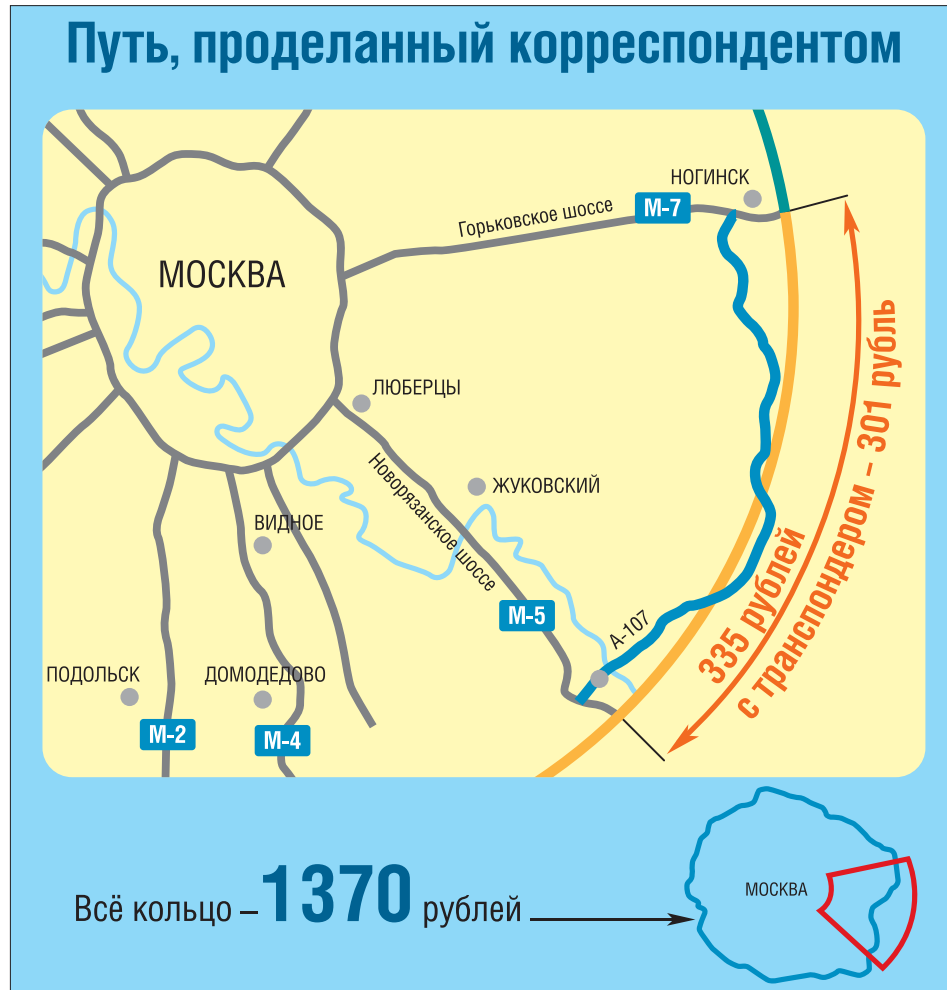 Путь, проделанный корреспондентом
НОГИНСК
Горьковское шоссе
М-7
МОСКВА
ЛЮБЕРЦЫ
Новорязанское шоссе
ЖУКОВСКИЙ
ВИДНОЕ
М-5
А-107
335 рублей
с транспондером – 301 рубль
ПОДОЛЬСК
ДОМОДЕДОВО
М-2
М-4
Всё кольцо – 1370 рублей
МОСКВА